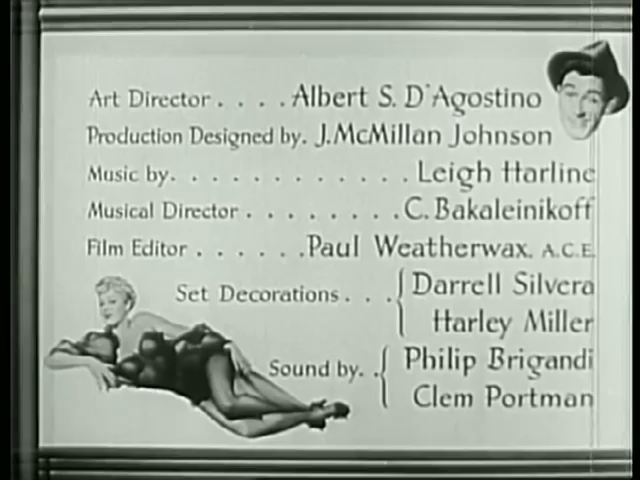 Art Director . . . . Albert S. D'Agostino
Production Designed by. J. McMillan Johnson
Music by. . . . . . . . . . . . . Leigh Harline
Musical Director . . . . . . . . C. Bakaleinikoff
Film Editor . . . . . . Paul Weatherwax, A.C.E.
Set Decorations . . . { Darrell Silvera
Harley Miller
Sound by. . { Philip Brigandi
Clem Portman